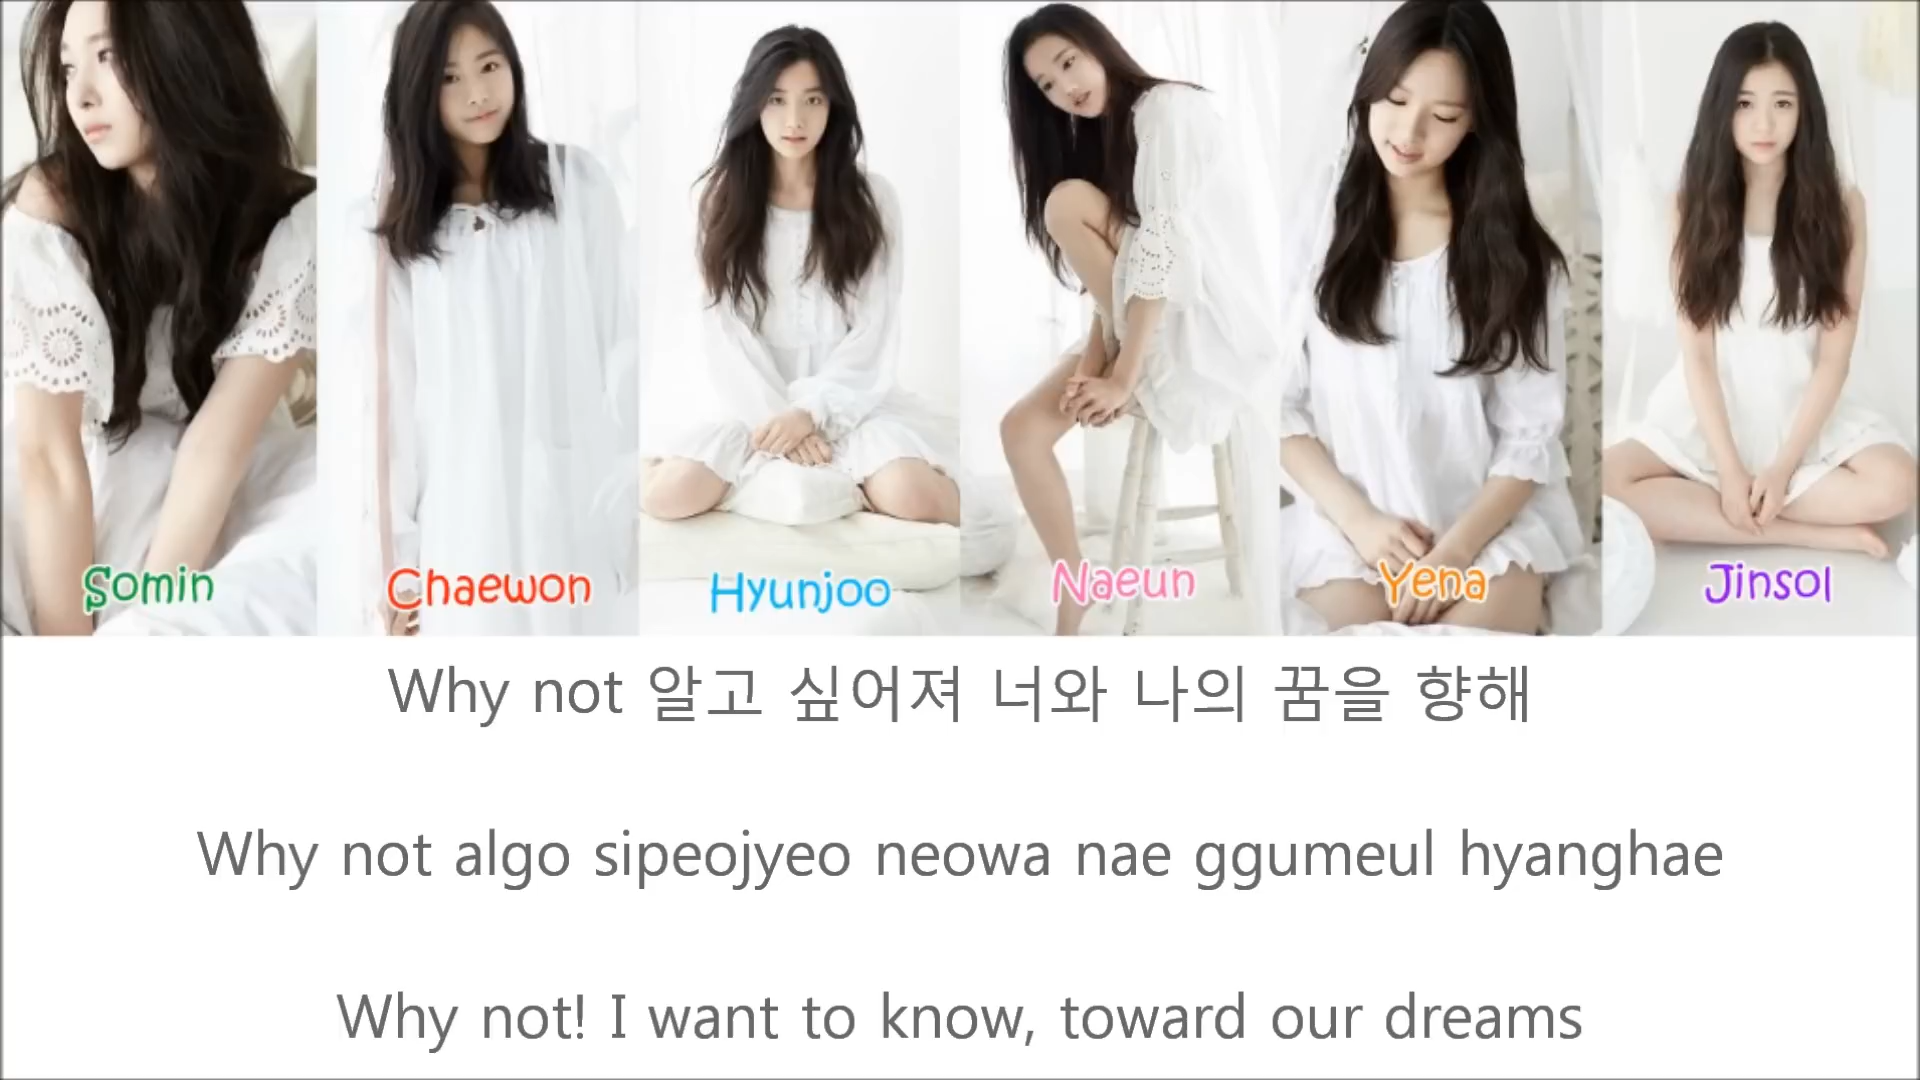 Somin Chaewon Hyunjoo Naeun Yena Jinsol
Why not 알고 싶어져 너와 나의 꿈을 향해
Why not algo sipeojyeo neowa nae ggumeul hyanghae
Why not! I want to know, toward our dreams